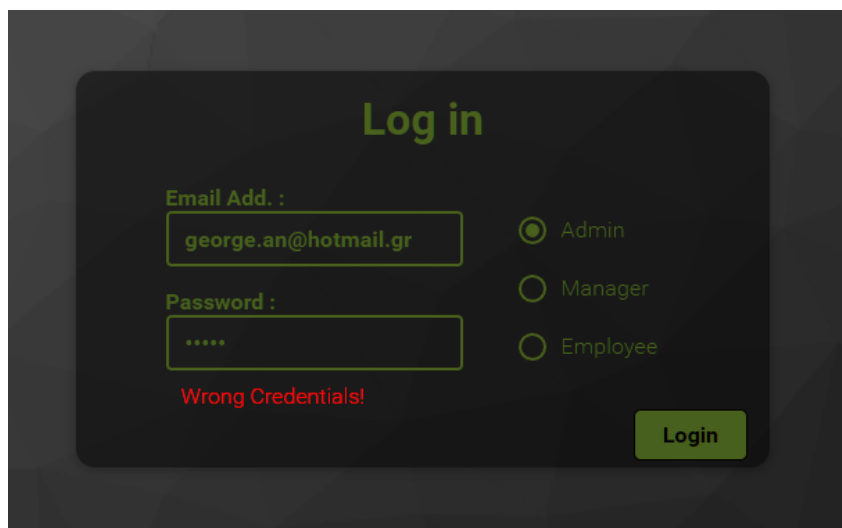 Log in
Email Add. :
george.an@hotmail.gr
Password :
•••••
Wrong Credentials!
Admin
Manager
Employee
Login